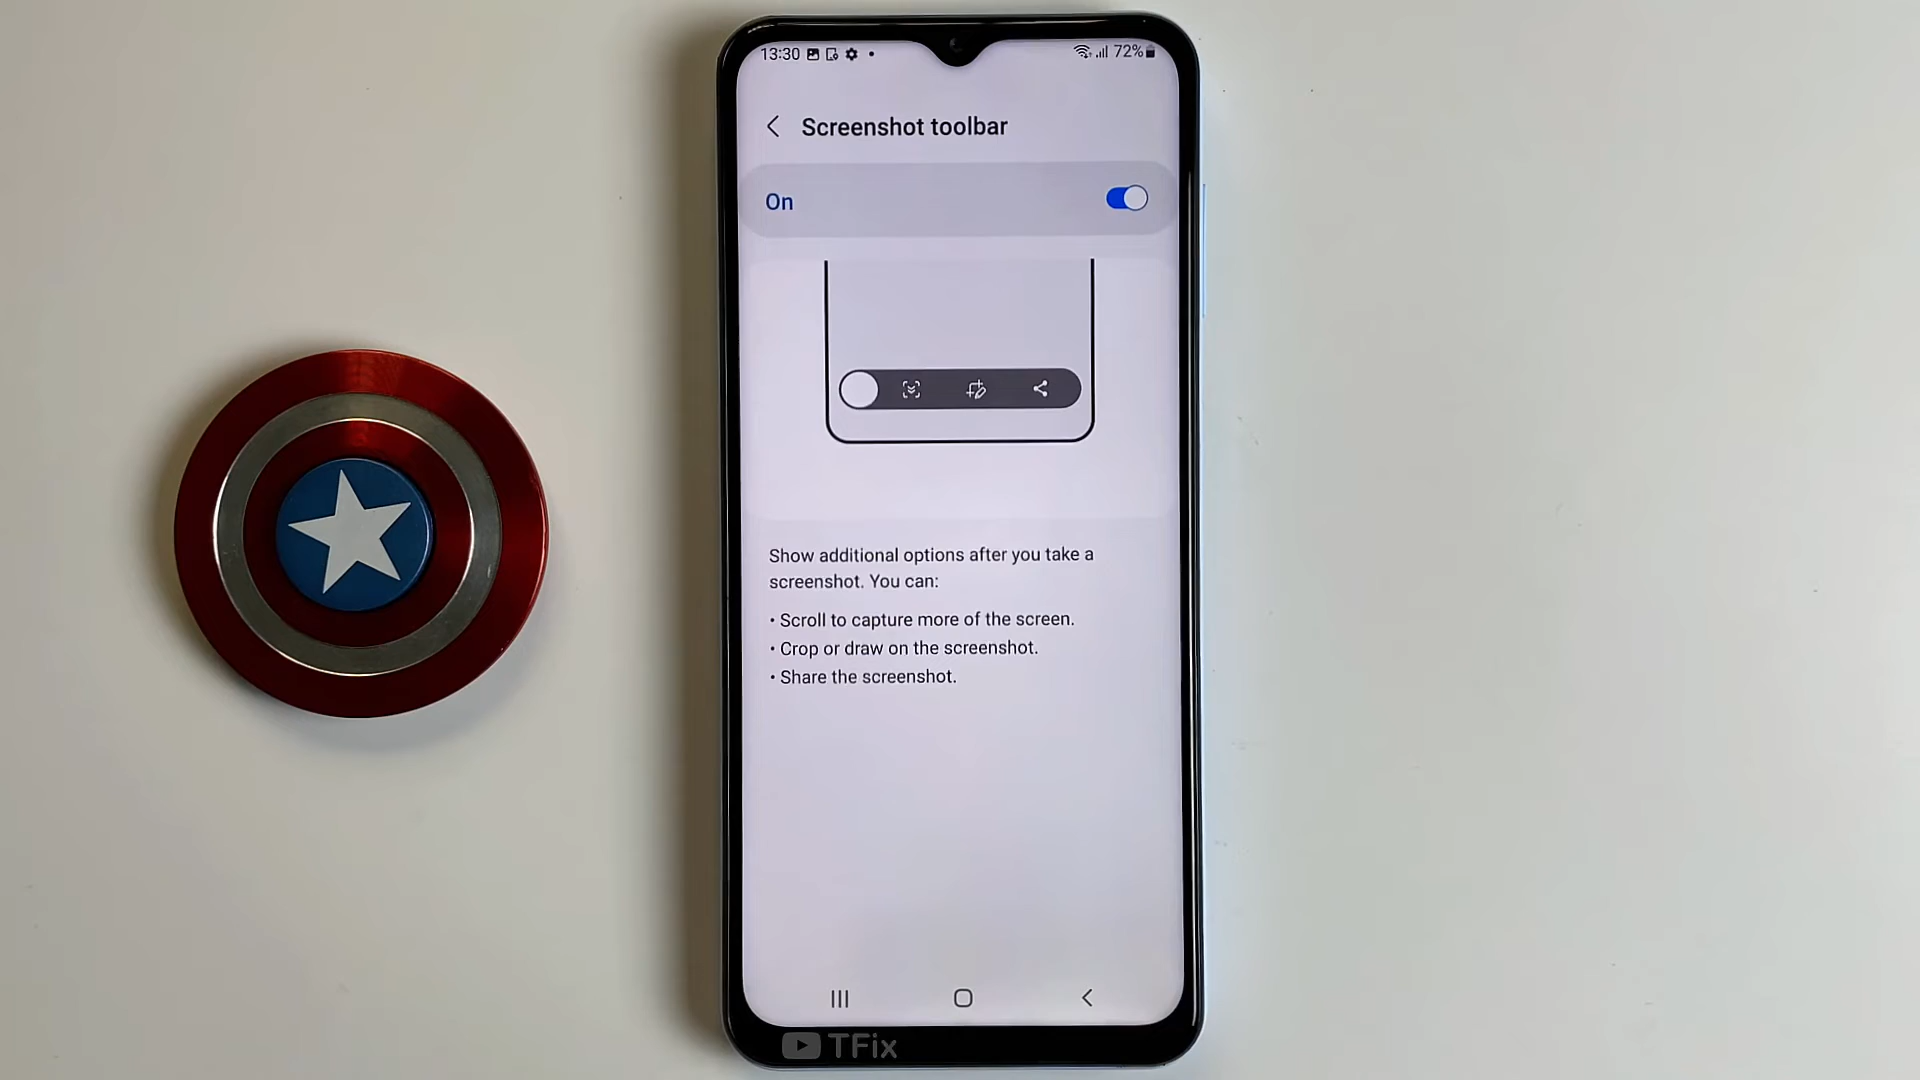 13:30
72%
Screenshot toolbar
On
Show additional options after you take a
screenshot. You can:
• Scroll to capture more of the screen.
• Crop or draw on the screenshot.
• Share the screenshot.
TFix